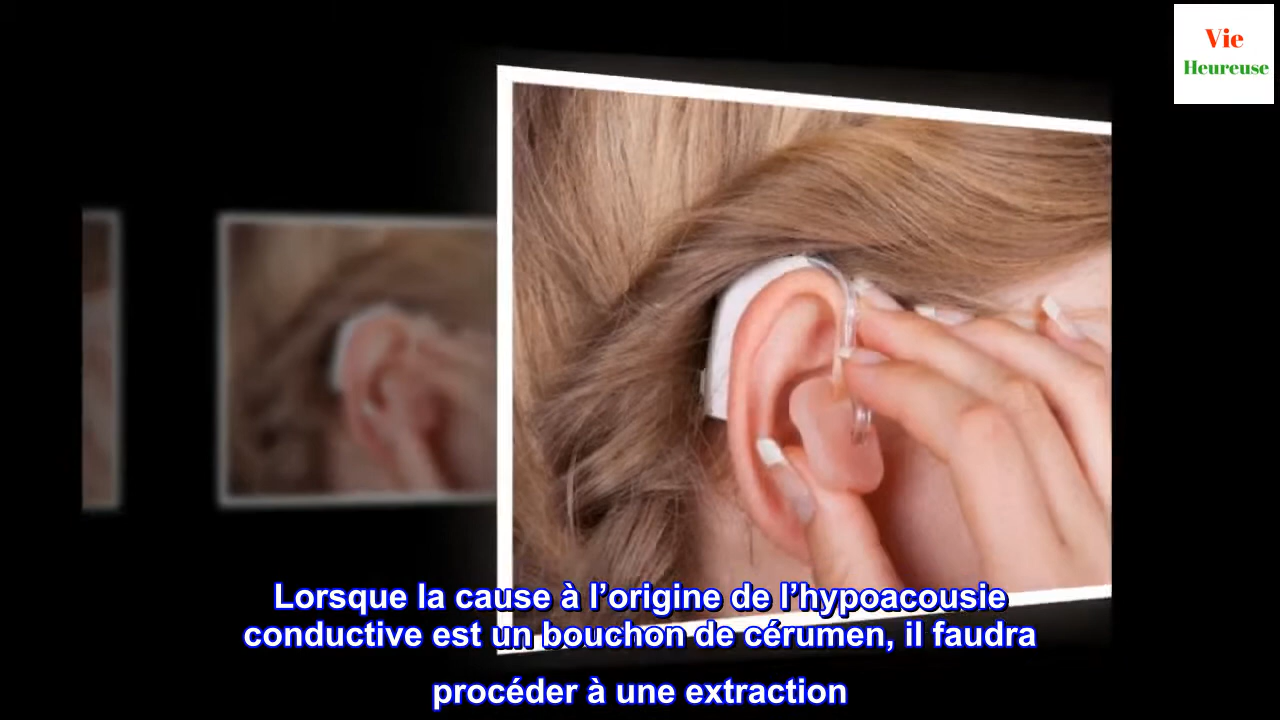 Vie
Heureuse
Lorsque la cause à l’origine de l’hypoacousie
conductive est un bouchon de cérumen, il faudra
procéder à une extraction